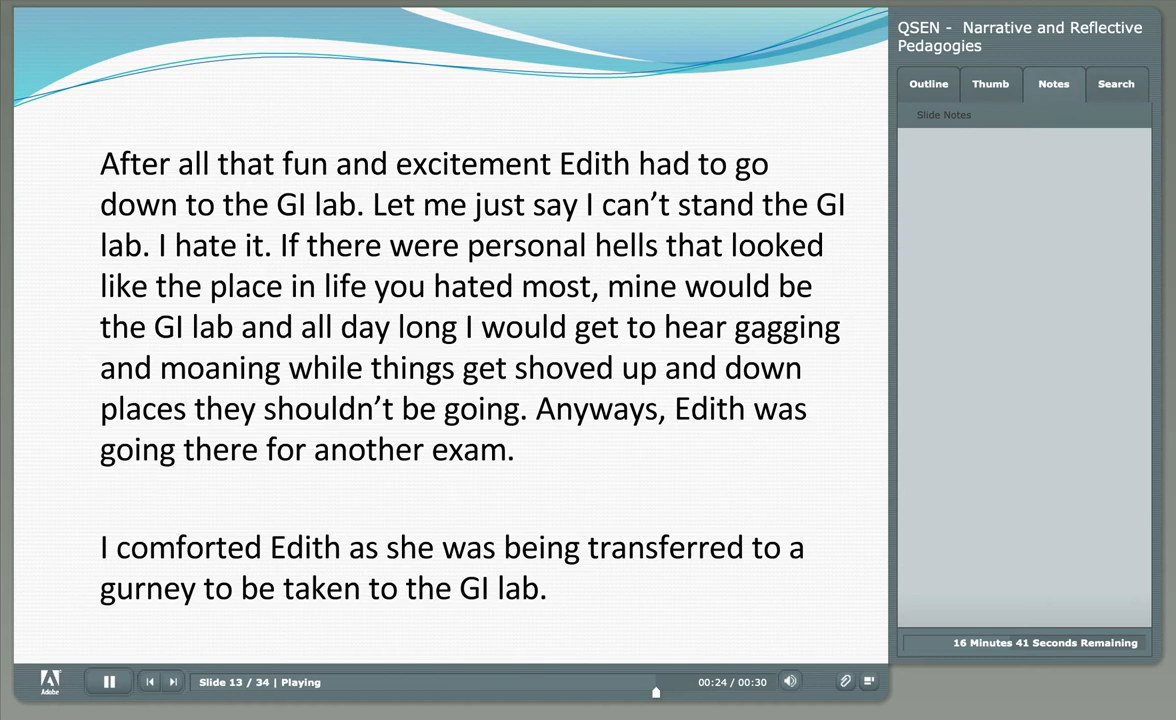 QSEN - Narrative and Reflective
Pedagogies
Outline
Thumb
Notes
Search
Slide Notes
After all that fun and excitement Edith had to go
down to the GI lab. Let me just say I can’t stand the GI
lab. I hate it. If there were personal hells that looked
like the place in life you hated most, mine would be
the GI lab and all day long I would get to hear gagging
and moaning while things get shoved up and down
places they shouldn’t be going. Anyways, Edith was
going there for another exam.
I comforted Edith as she was being transferred to a
gurney to be taken to the GI lab.
16 Minutes 41 Seconds Remaining
Adobe
Slide 13 / 34 | Playing
00:24 / 00:30